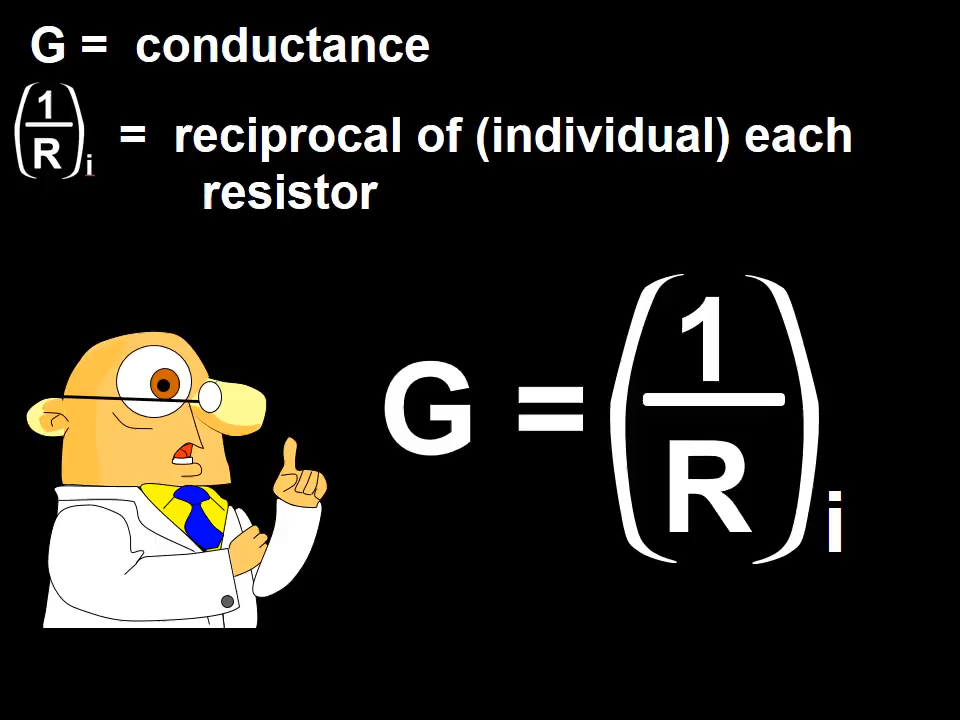 G = conductance
(1/R)i = reciprocal of (individual) each
resistor
G = (1/R)i